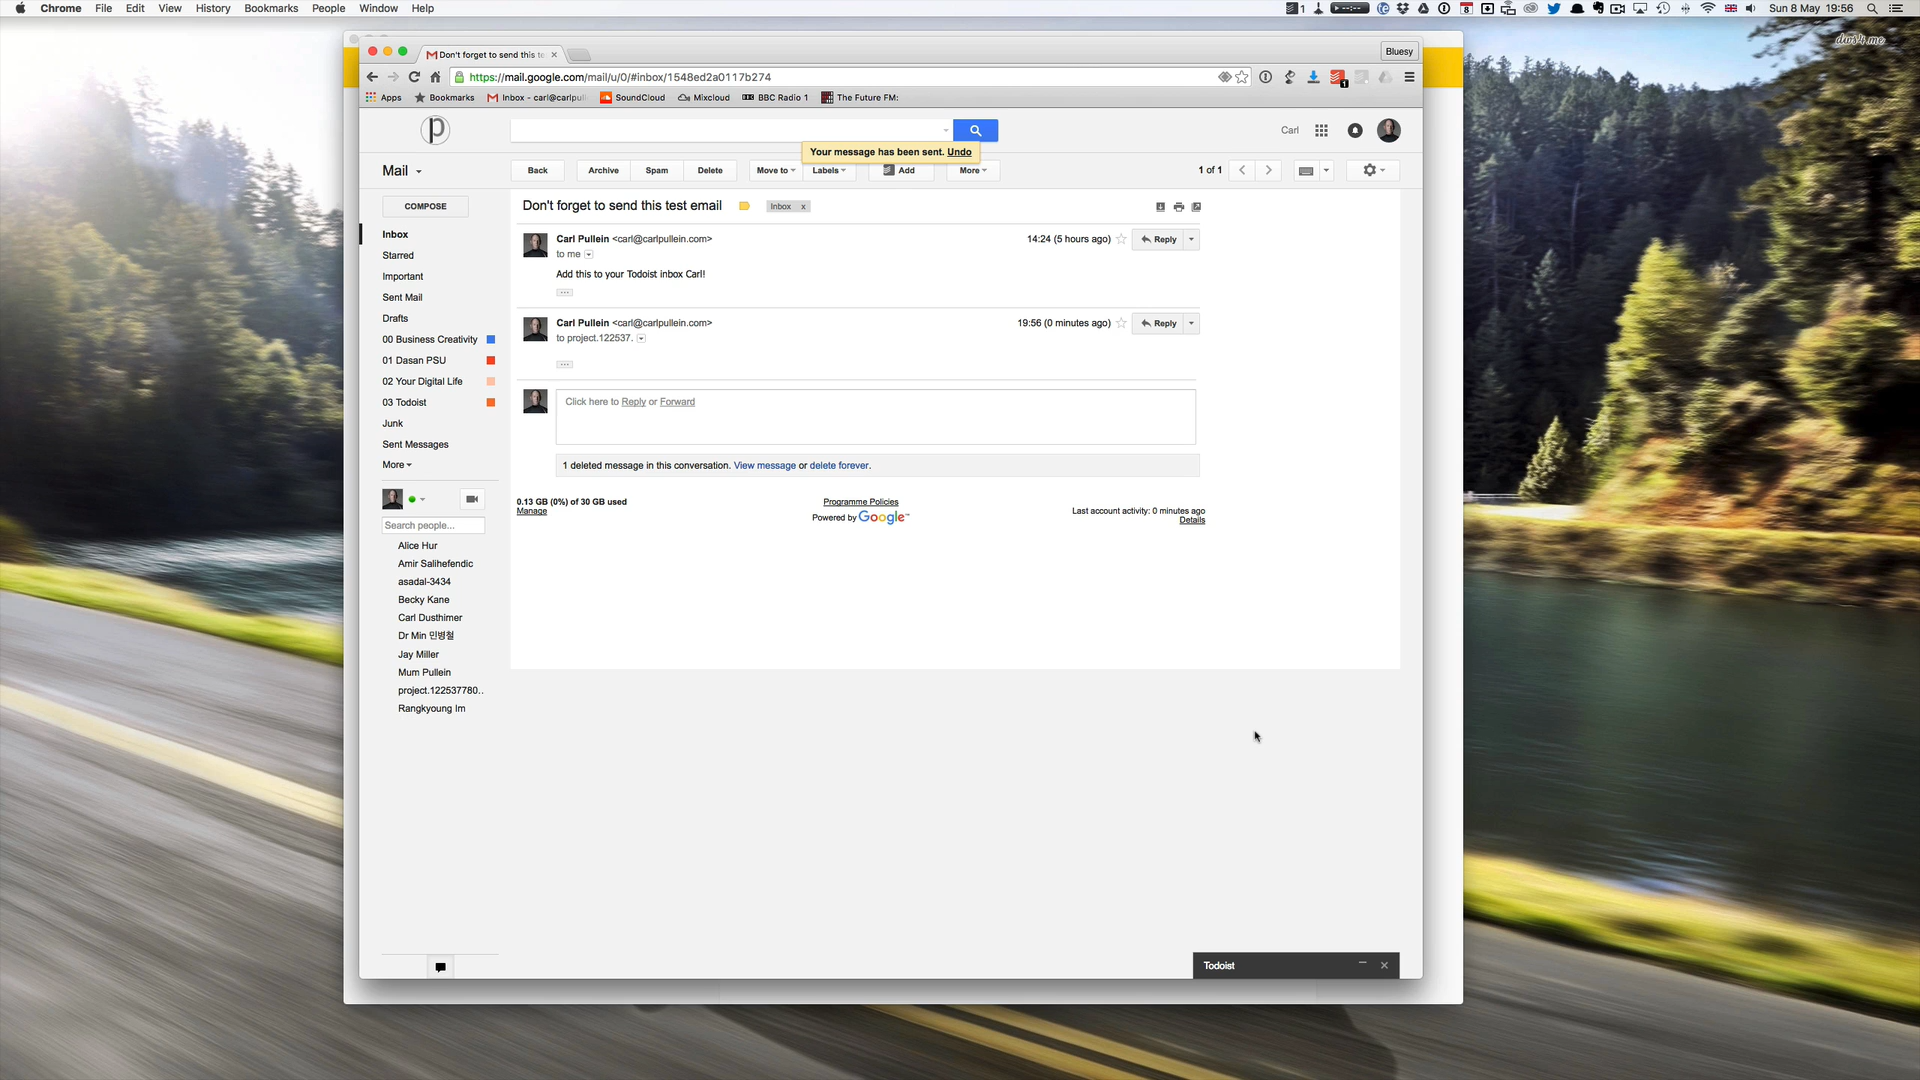 Chrome File Edit View History Bookmarks People Window Help
1 8 Sun 8 May 19:56
dws4.me
Don't forget to send this te
Bluesy
https://mail.google.com/mail/u/0/#inbox/1548ed2a0117b274
1
Apps Bookmarks Inbox - carl@carlpul SoundCloud Mixcloud BBC Radio 1 The Future FM:
p
Carl
Your message has been sent. Undo
Mail
Back Archive Spam Delete Move to Labels Add More
1 of 1
COMPOSE
Don't forget to send this test email
Inbox x
Inbox
Starred
Important
Sent Mail
Drafts
00 Business Creativity
01 Dasan PSU
02 Your Digital Life
03 Todoist
Junk
Sent Messages
More
Carl Pullein <carl@carlpullein.com>
14:24 (5 hours ago)
Reply
to me
Add this to your Todoist inbox Carl!
...
Carl Pullein <carl@carlpullein.com>
19:56 (0 minutes ago)
Reply
to project.122537.
...
Click here to Reply or Forward
1 deleted message in this conversation. View message or delete forever.
0.13 GB (0%) of 30 GB used
Manage
Programme Policies
Powered by Google™
Last account activity: 0 minutes ago
Details
Search people...
Alice Hur
Amir Salihefendic
asadal-3434
Becky Kane
Carl Dusthimer
Dr Min 민병철
Jay Miller
Mum Pullein
project.122537780..
Rangkyoung Im
Todoist